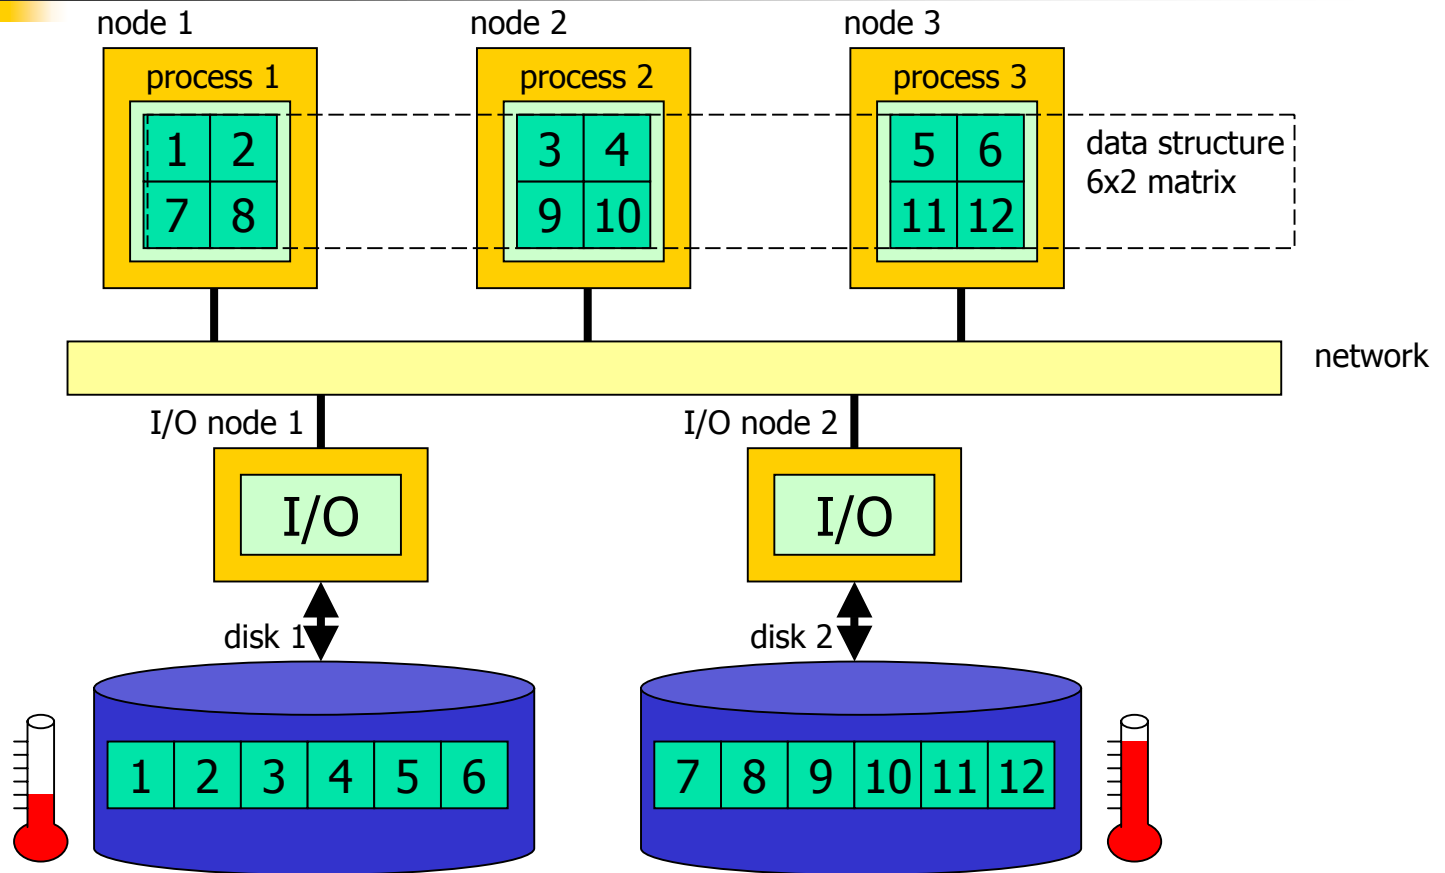 node 1
node 2
node 3
process 1
process 2
process 3
1 2
7 8
3 4
9 10
5 6
11 12
data structure
6x2 matrix
network
I/O node 1
I/O node 2
I/O
I/O
disk 1
disk 2
1 2 3 4 5 6
7 8 9 10 11 12